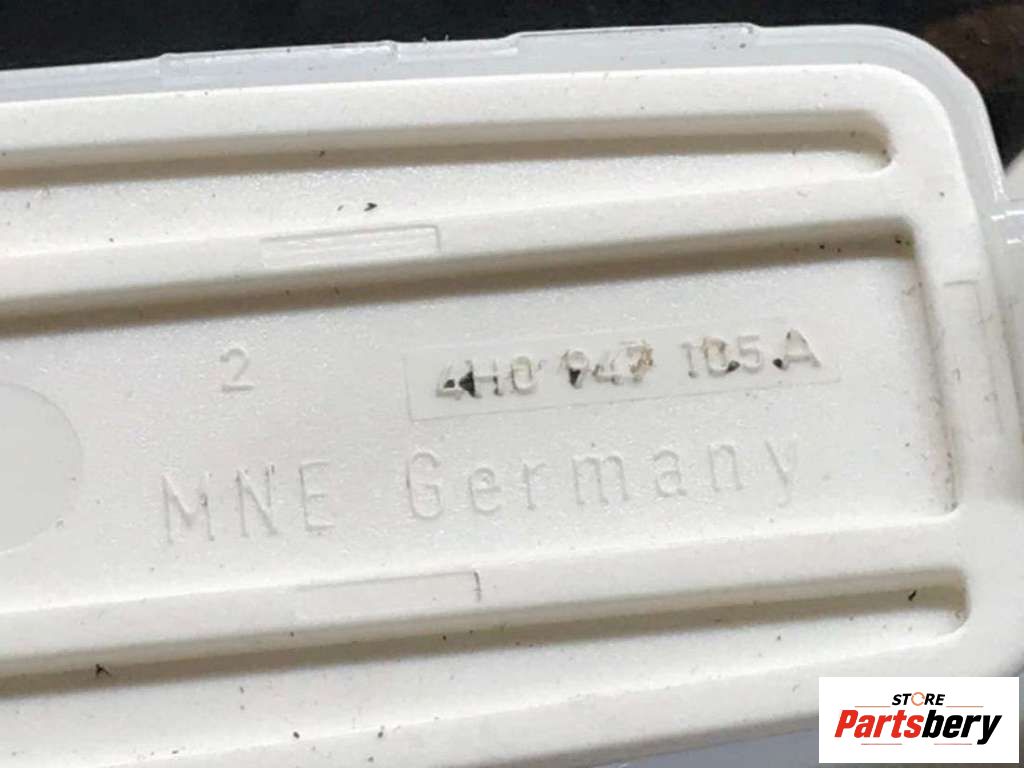 2 4H0 947 105 A
MNE Germany
STORE
Partsbery